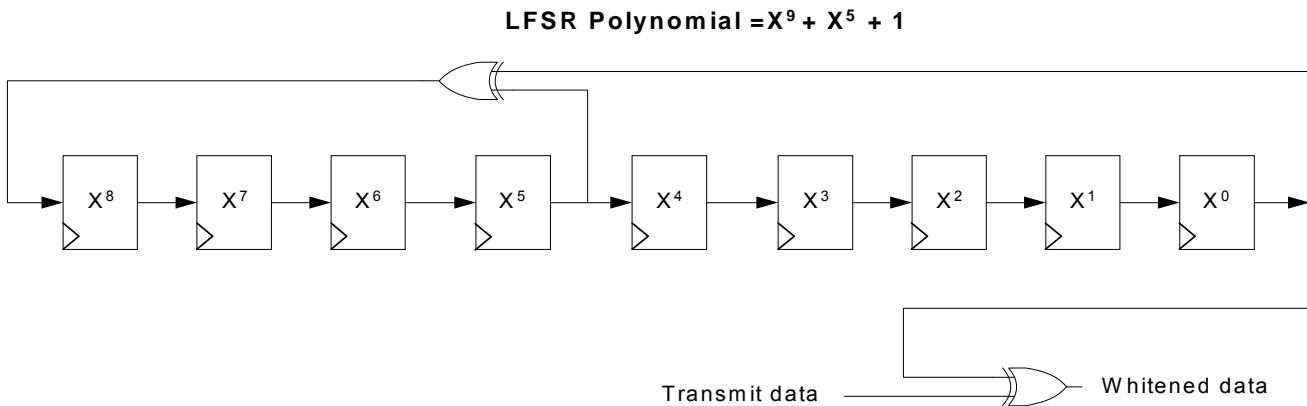 LFSR Polynomial =X⁹ + X⁵ + 1
X⁸ X⁷ X⁶ X⁵ X⁴ X³ X² X¹ X⁰
Transmit data
Whitened data